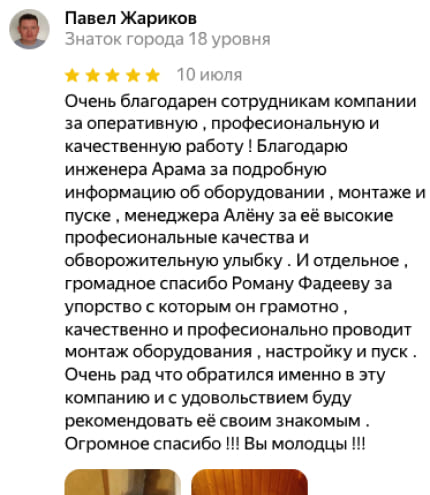 Павел Жариков
Знаток города 18 уровня
10 июля
Очень благодарен сотрудникам компании
за оперативную , професиональную и
качественную работу ! Благодарю
инженера Арама за подробную
информацию об оборудовании , монтаже и
пуске , менеджера Алёну за её высокие
професиональные качества и
обворожительную улыбку . И отдельное ,
громадное спасибо Роману Фадееву за
упорство с которым он грамотно ,
качественно и професионально проводит
монтаж оборудования , настройку и пуск .
Очень рад что обратился именно в эту
компанию и с удовольствием буду
рекомендовать её своим знакомым .
Огромное спасибо !!! Вы молодцы !!!